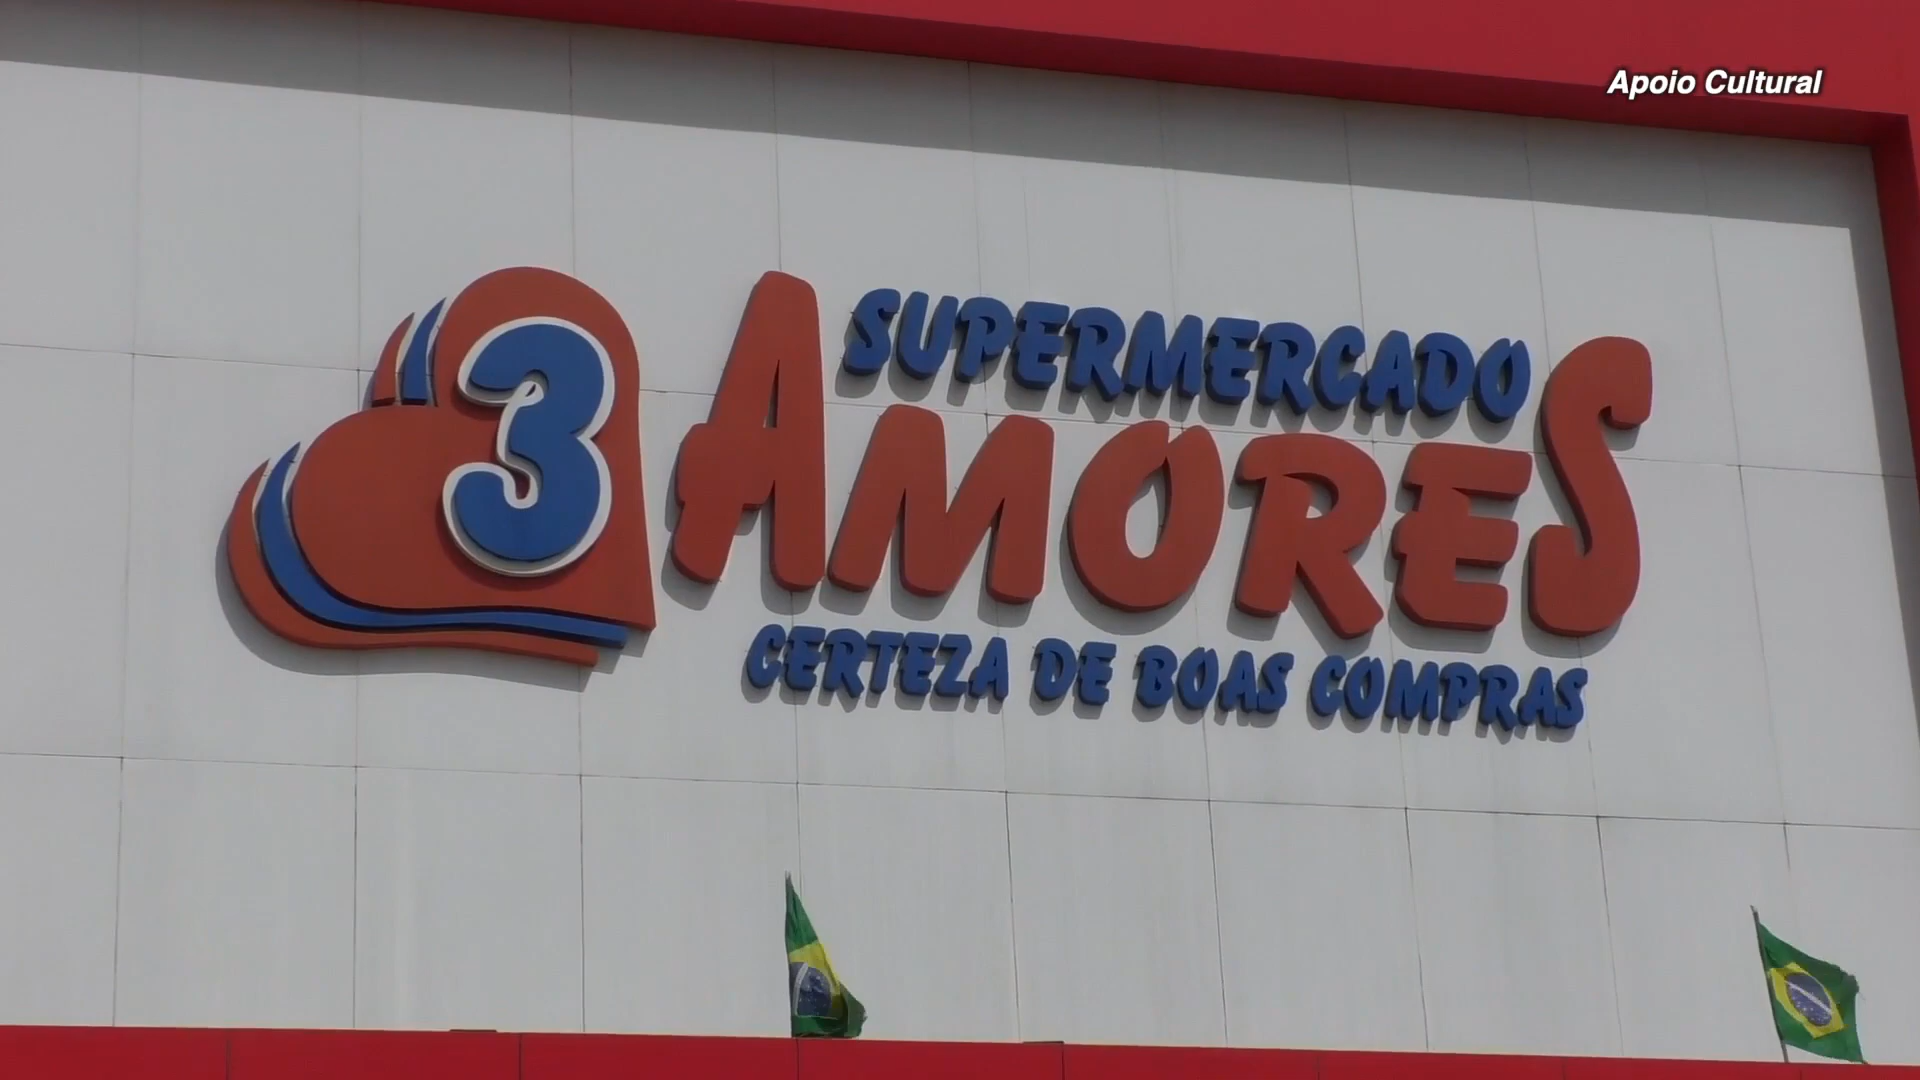 Apoio Cultural
3
SUPERMERCADO
AMORES
CERTEZA DE BOAS COMPRAS